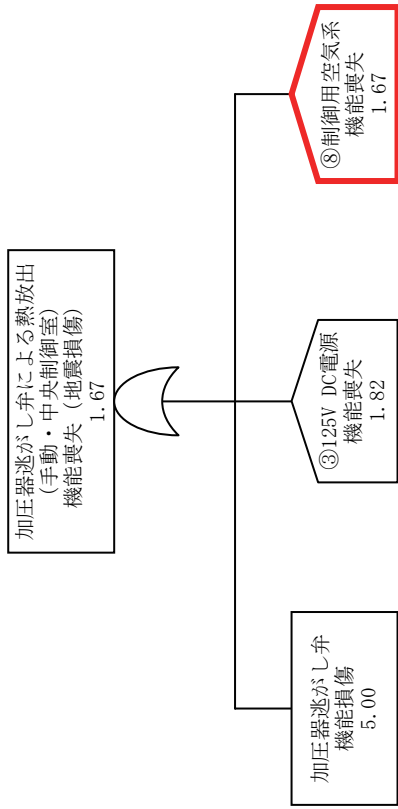 加圧器逃がし弁による熱放出
（手動・中央制御室）
機能喪失（地震損傷）
1.67
加圧器逃がし弁
機能損傷
5.00
③125V DC電源
機能喪失
1.82
⑧制御用空気系
機能喪失
1.67